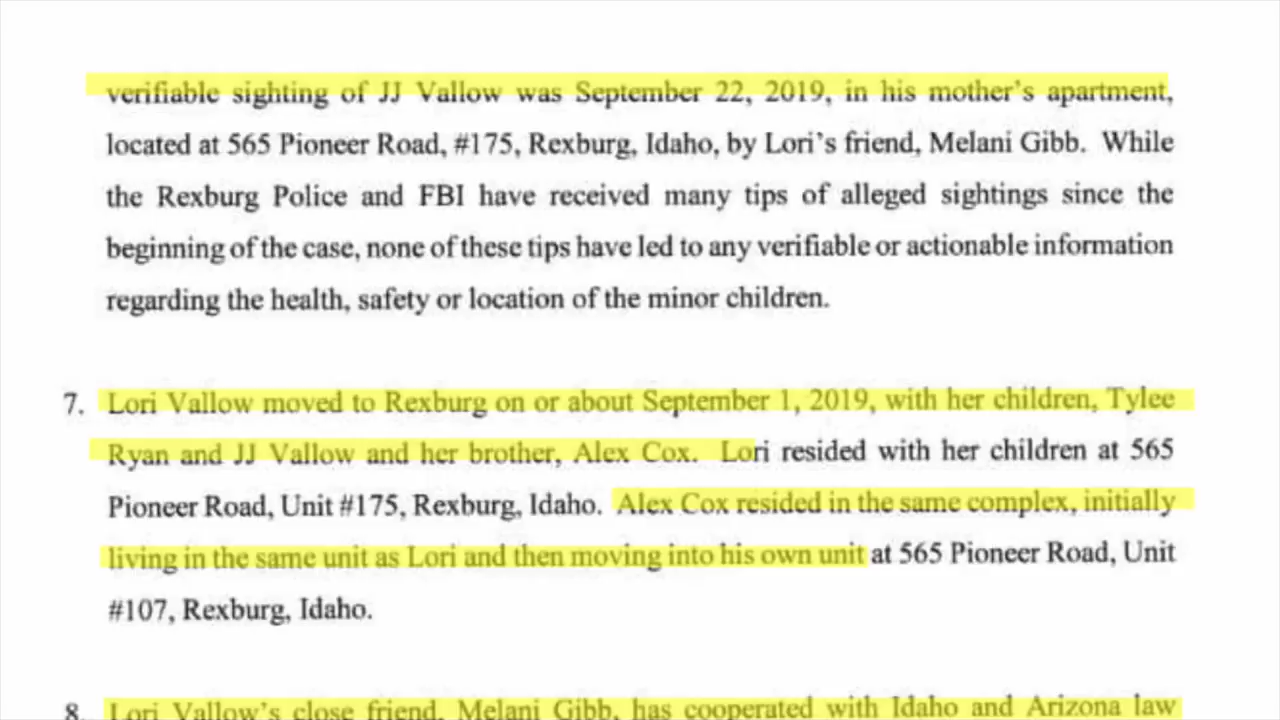 verifiable sighting of JJ Vallow was September 22, 2019, in his mother's apartment,
located at 565 Pioneer Road, #175, Rexburg, Idaho, by Lori's friend, Melani Gibb. While
the Rexburg Police and FBI have received many tips of alleged sightings since the
beginning of the case, none of these tips have led to any verifiable or actionable information
regarding the health, safety or location of the minor children.
7. Lori Vallow moved to Rexburg on or about September 1, 2019, with her children, Tylee
Ryan and JJ Vallow and her brother, Alex Cox. Lori resided with her children at 565
Pioneer Road, Unit #175, Rexburg, Idaho. Alex Cox resided in the same complex, initially
living in the same unit as Lori and then moving into his own unit at 565 Pioneer Road, Unit
#107, Rexburg, Idaho.
8. Lori Vallow's close friend, Melani Gibb, has cooperated with Idaho and Arizona law